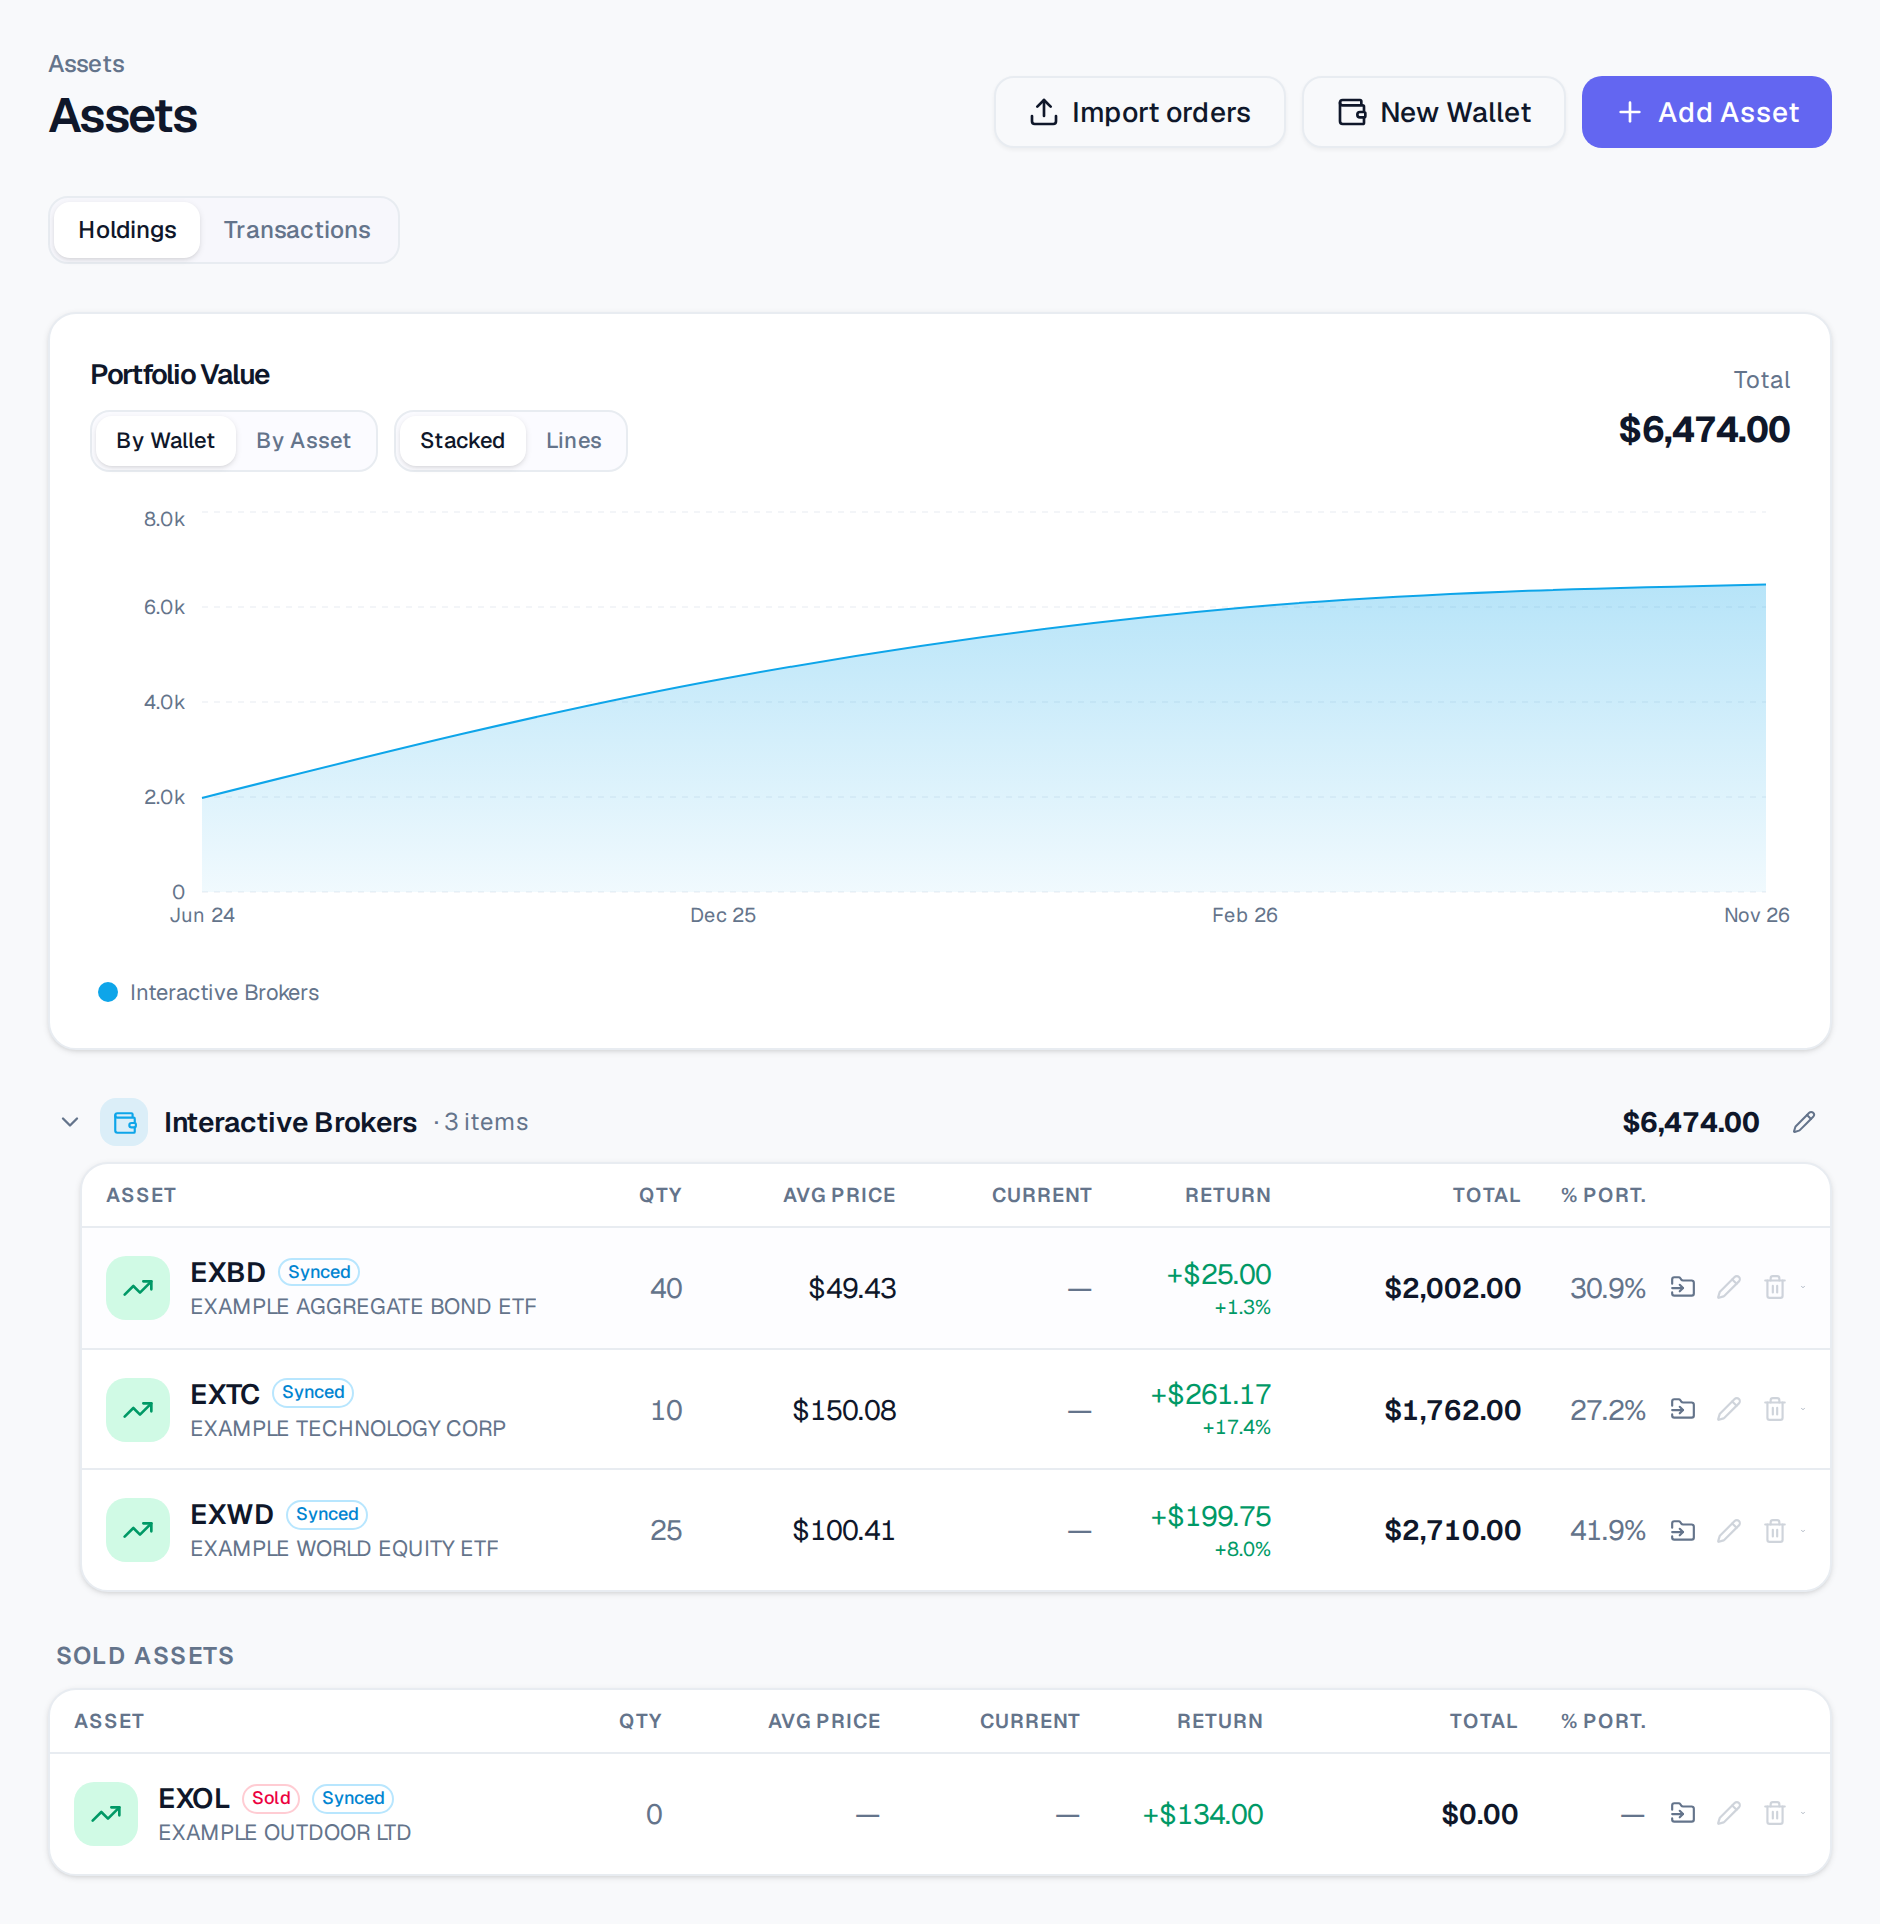 Assets
Assets
Import orders
New Wallet
Add Asset
Holdings
Transactions
Portfolio Value
Total
By Wallet
By Asset
Stacked
Lines
$6,474.00
8.0k
6.0k
4.0k
2.0k
0
Jun 24
Dec 25
Feb 26
Nov 26
Interactive Brokers
Interactive Brokers · 3 items
$6,474.00
ASSET QTY AVG PRICE CURRENT RETURN TOTAL % PORT.
EXBD Synced
EXAMPLE AGGREGATE BOND ETF
40 $49.43 — +$25.00 $2,002.00 30.9%
+1.3%
EXTC Synced
EXAMPLE TECHNOLOGY CORP
10 $150.08 — +$261.17 $1,762.00 27.2%
+17.4%
EXWD Synced
EXAMPLE WORLD EQUITY ETF
25 $100.41 — +$199.75 $2,710.00 41.9%
+8.0%
SOLD ASSETS
ASSET QTY AVG PRICE CURRENT RETURN TOTAL % PORT.
EXOL Sold Synced
EXAMPLE OUTDOOR LTD
0 — — +$134.00 $0.00 —